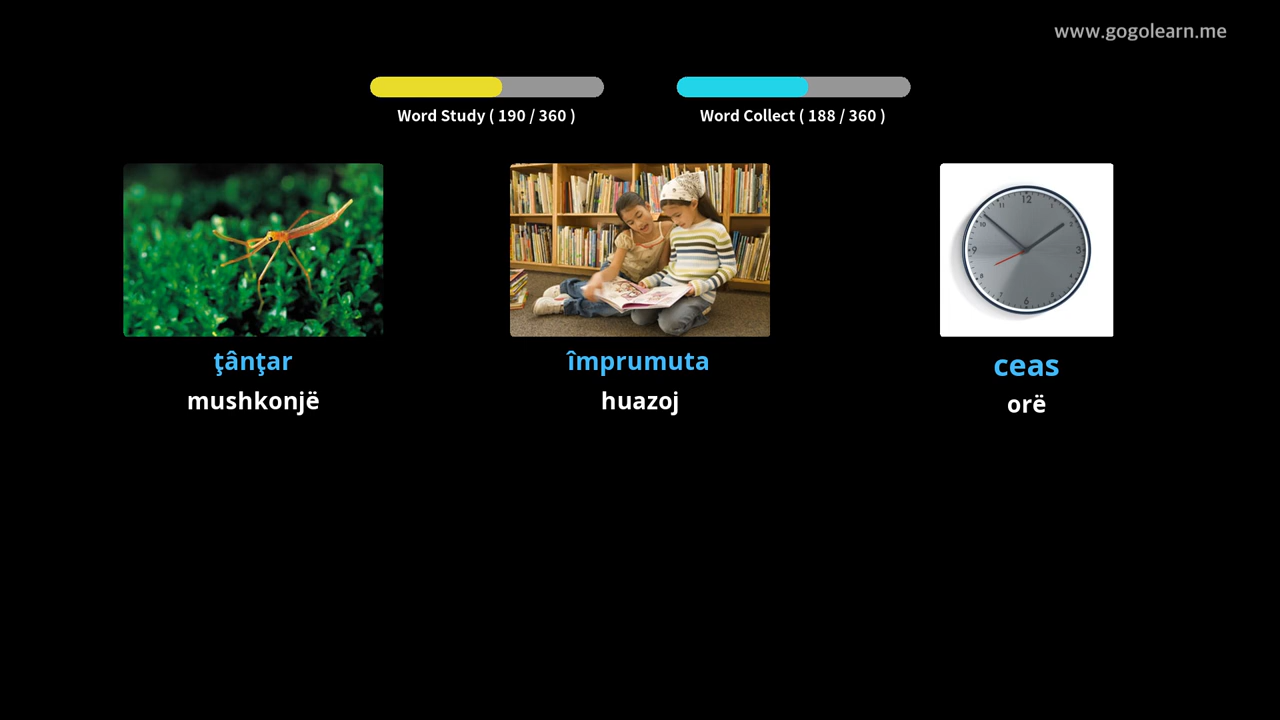 www.gogolearn.me
Word Study ( 190 / 360 )
Word Collect ( 188 / 360 )
ţânţar
împrumuta
ceas
mushkonjë
huazoj
orë